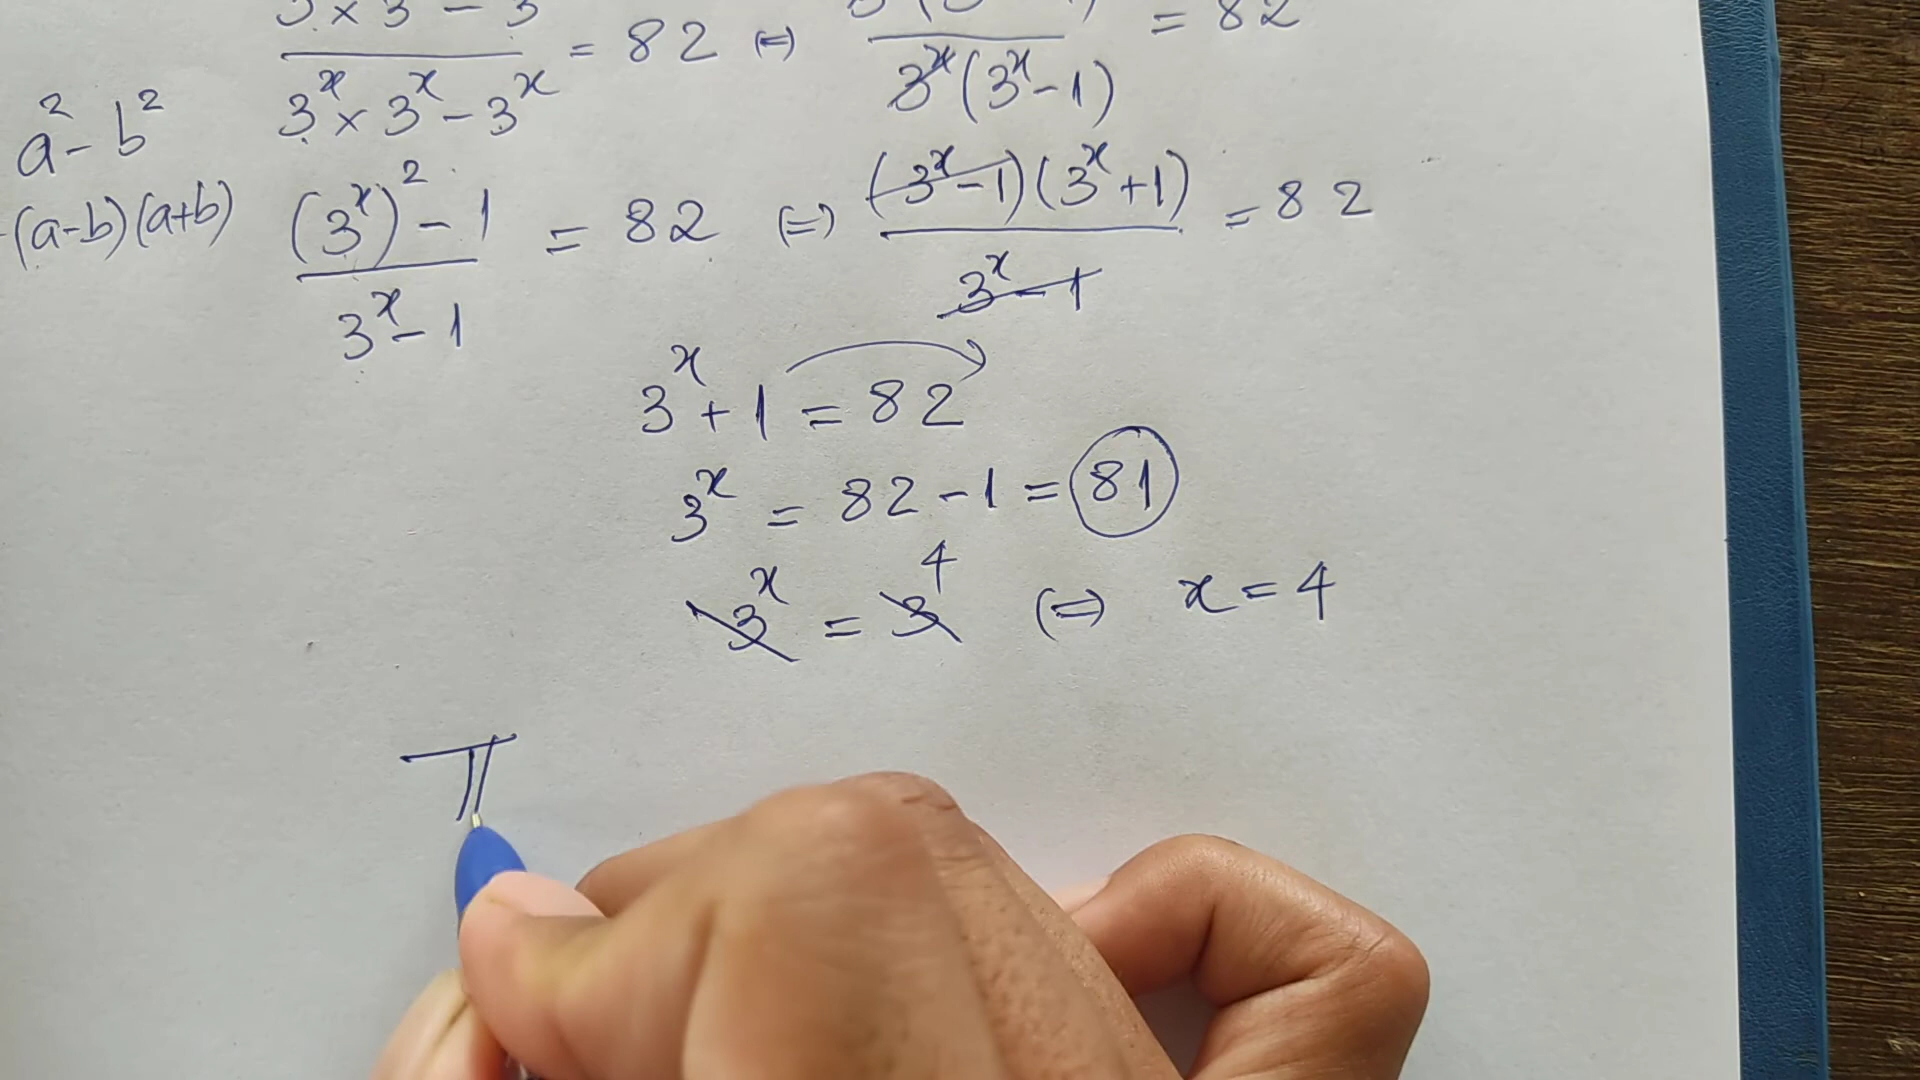 = 82 (=) = 82
3^x × 3^x - 3^x 3^x(3^x - 1)
a² - b²
(a-b)(a+b) (3^x)² - 1 = 82 (=) (3^x - 1)(3^x + 1) = 82
3^x - 1 3^x - 1
3^x + 1 = 82
3^x = 82 - 1 = 81
3^x = 3^4 (=) x = 4